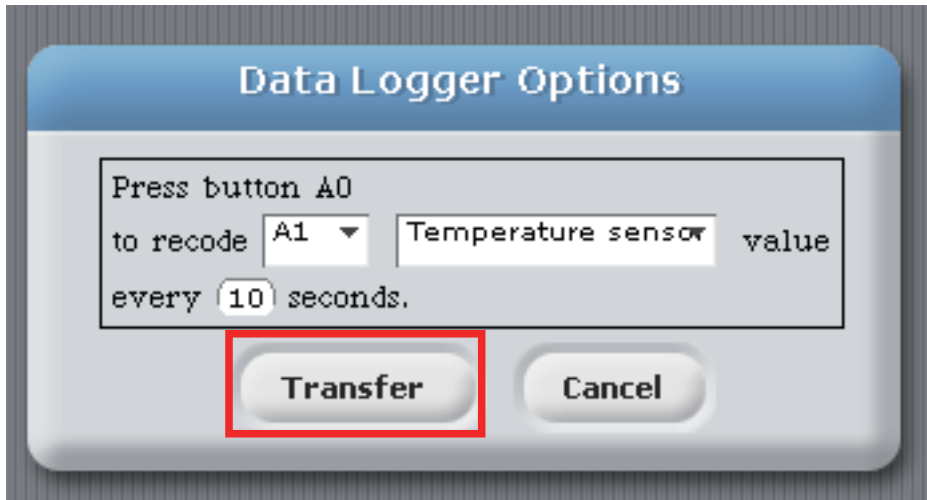 Data Logger Options
Press button A0
to recode A1 Temperature sensor value
every 10 seconds.
Transfer Cancel